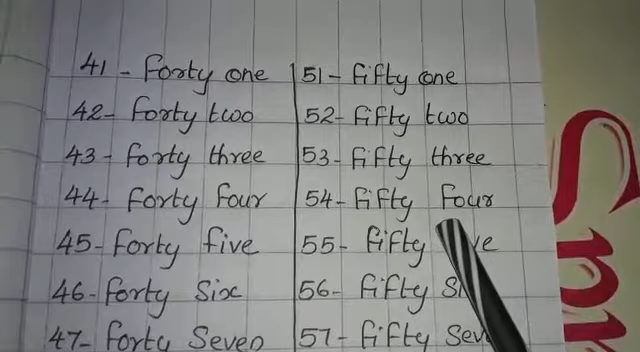 41 - Forty one
42 - Forty two
43 - Forty three
44 - Forty Four
45 - Forty five
46 - Forty Six
47 - Forty Seven
51 - Fifty one
52 - Fifty two
53 - Fifty three
54 - Fifty Four
55 - Fifty
56 - Fifty
57 - Fifty